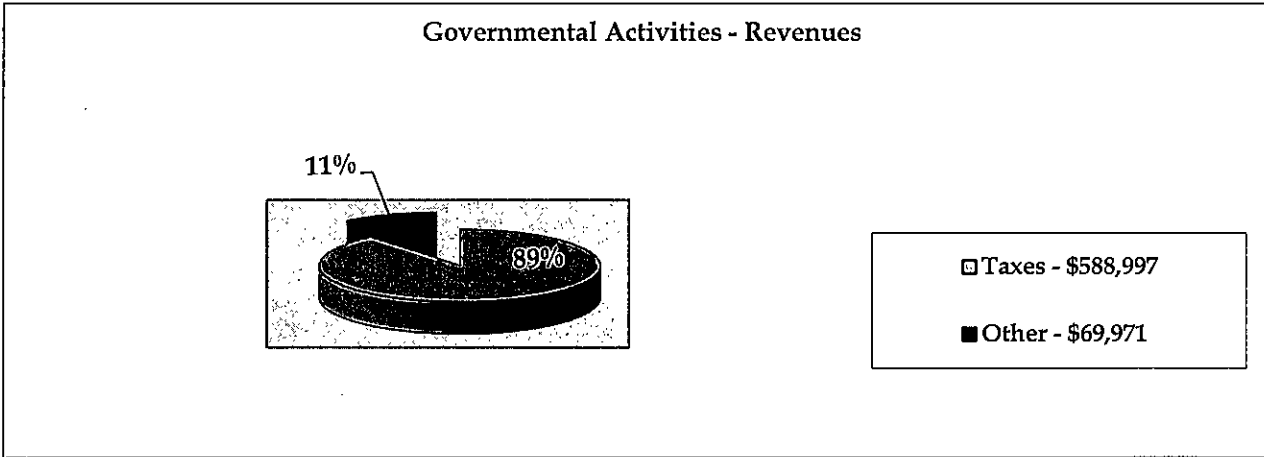 Governmental Activities - Revenues
11%
89%
Taxes - $588,997
Other - $69,971